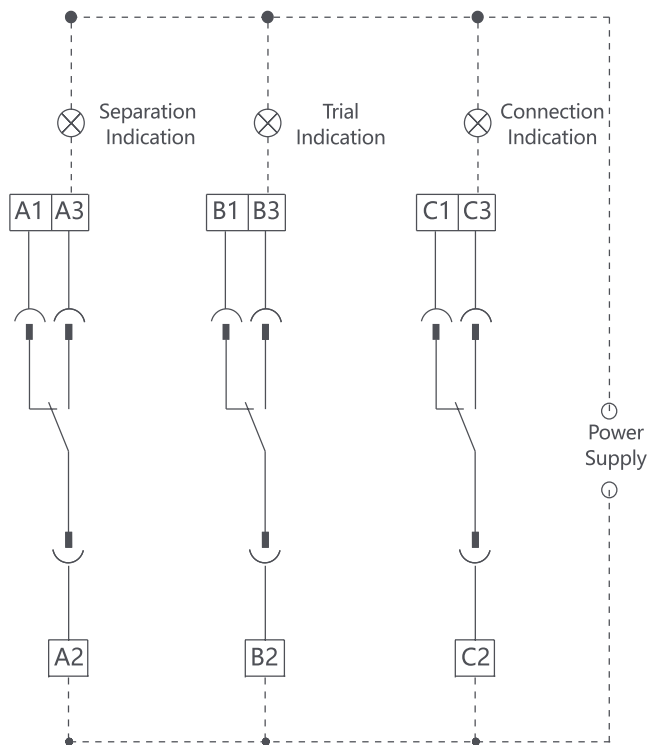 Separation
Indication
Trial
Indication
Connection
Indication
A1 A3
B1 B3
C1 C3
Power
Supply
A2
B2
C2